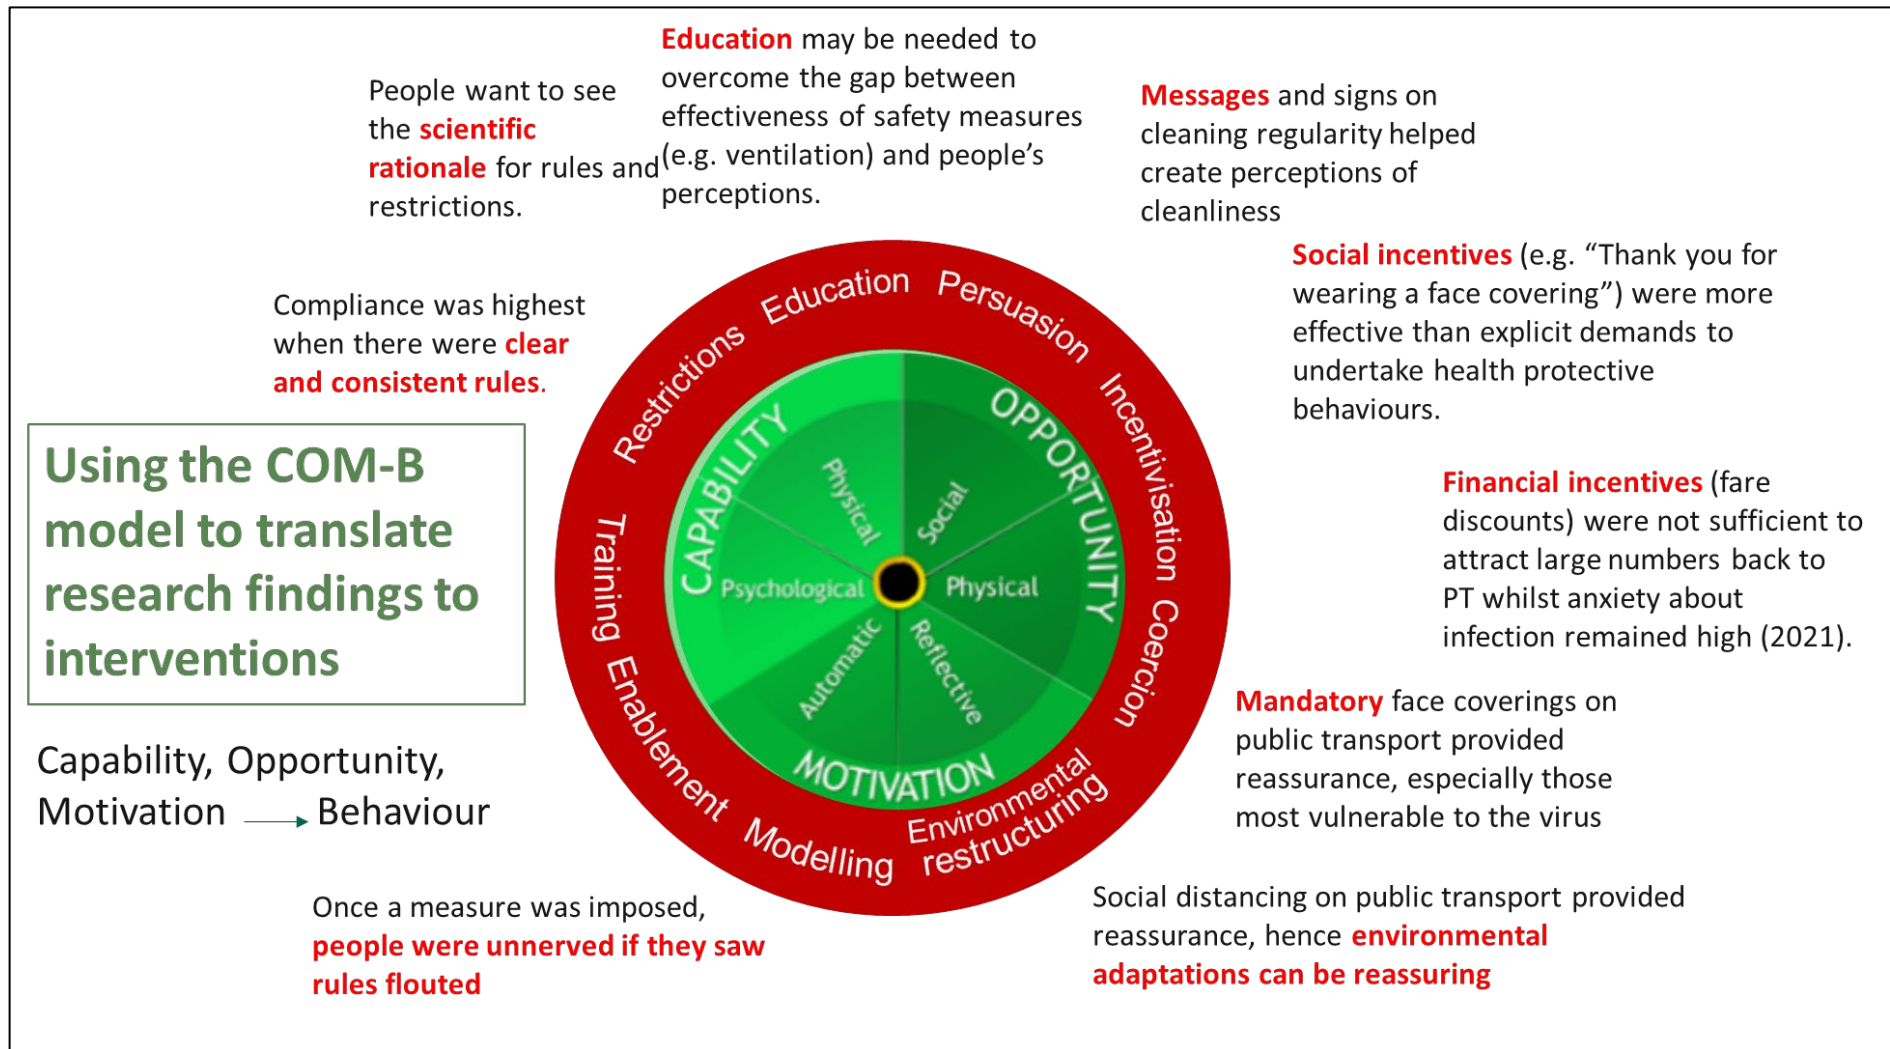 Education may be needed to
overcome the gap between
effectiveness of safety measures
(e.g. ventilation) and people’s
perceptions.
People want to see
the scientific
rationale for rules and
restrictions.
Messages and signs on
cleaning regularity helped
create perceptions of
cleanliness
Social incentives (e.g. “Thank you for
wearing a face covering”) were more
effective than explicit demands to
undertake health protective
behaviours.
Compliance was highest
when there were clear
and consistent rules.
Using the COM-B
model to translate
research findings to
interventions
Capability, Opportunity,
Motivation → Behaviour
Restrictions
Education
Persuasion
Incentivisation
Coercion
Environmental
restructuring
Modelling
Enablement
Training
CAPABILITY
OPPORTUNITY
MOTIVATION
Physical
Social
Psychological
Physical
Automatic
Reflective
Financial incentives (fare
discounts) were not sufficient to
attract large numbers back to
PT whilst anxiety about
infection remained high (2021).
Mandatory face coverings on
public transport provided
reassurance, especially those
most vulnerable to the virus
Once a measure was imposed,
people were unnerved if they saw
rules flouted
Social distancing on public transport provided
reassurance, hence environmental
adaptations can be reassuring